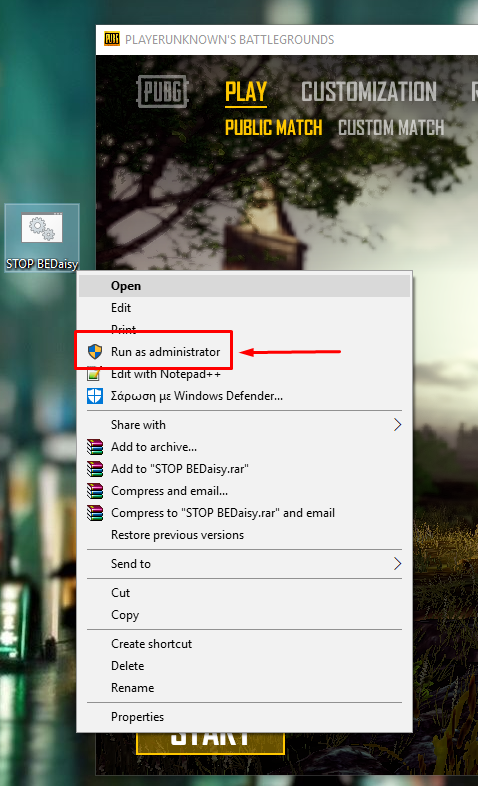 PUBG
PLAYERUNKNOWN'S BATTLEGROUNDS
PUBG
PLAY
CUSTOMIZATION
R
PUBLIC MATCH
CUSTOM MATCH
STOP BEDaisy
Open
Edit
Print
Run as administrator
Edit with Notepad++
Σάρωση με Windows Defender...
Share with
Add to archive...
Add to "STOP BEDaisy.rar"
Compress and email...
Compress to "STOP BEDaisy.rar" and email
Restore previous versions
Send to
Cut
Copy
Create shortcut
Delete
Rename
Properties
START